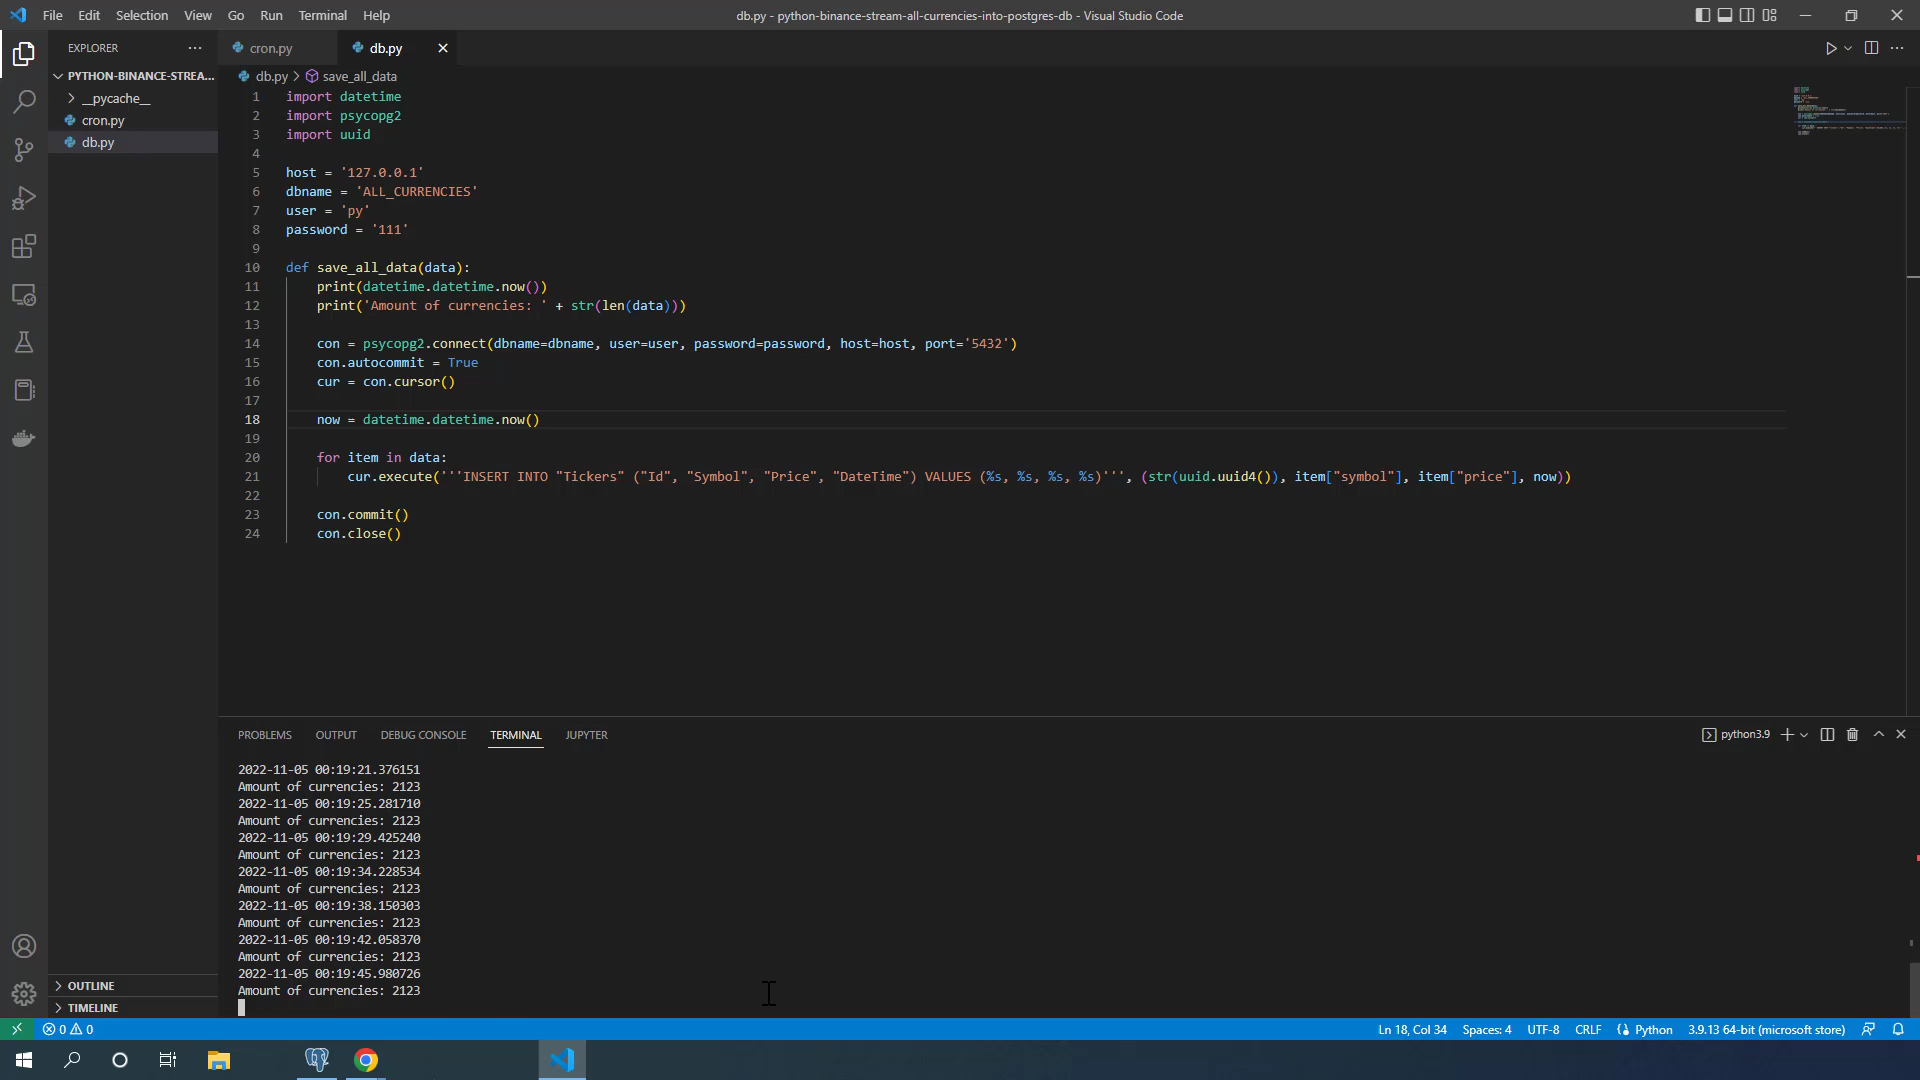 File Edit Selection View Go Run Terminal Help
db.py - python-binance-stream-all-currencies-into-postgres-db - Visual Studio Code
EXPLORER
PYTHON-BINANCE-STREA...
__pycache__
cron.py
db.py
OUTLINE
TIMELINE
cron.py
db.py
db.py > save_all_data
1 import datetime
2 import psycopg2
3 import uuid
4
5 host = '127.0.0.1'
6 dbname = 'ALL_CURRENCIES'
7 user = 'py'
8 password = '111'
9
10 def save_all_data(data):
11 print(datetime.datetime.now())
12 print('Amount of currencies: ' + str(len(data)))
13
14 con = psycopg2.connect(dbname=dbname, user=user, password=password, host=host, port='5432')
15 con.autocommit = True
16 cur = con.cursor()
17
18 now = datetime.datetime.now()
19
20 for item in data:
21 cur.execute('''INSERT INTO "Tickers" ("Id", "Symbol", "Price", "DateTime") VALUES (%s, %s, %s, %s)''', (str(uuid.uuid4()), item["symbol"], item["price"], now))
22
23 con.commit()
24 con.close()
PROBLEMS OUTPUT DEBUG CONSOLE TERMINAL JUPYTER
python3.9
2022-11-05 00:19:21.376151
Amount of currencies: 2123
2022-11-05 00:19:25.281710
Amount of currencies: 2123
2022-11-05 00:19:29.425240
Amount of currencies: 2123
2022-11-05 00:19:34.228534
Amount of currencies: 2123
2022-11-05 00:19:38.150303
Amount of currencies: 2123
2022-11-05 00:19:42.058370
Amount of currencies: 2123
2022-11-05 00:19:45.980726
Amount of currencies: 2123
0 0
Ln 18, Col 34 Spaces: 4 UTF-8 CRLF Python 3.9.13 64-bit (microsoft store)